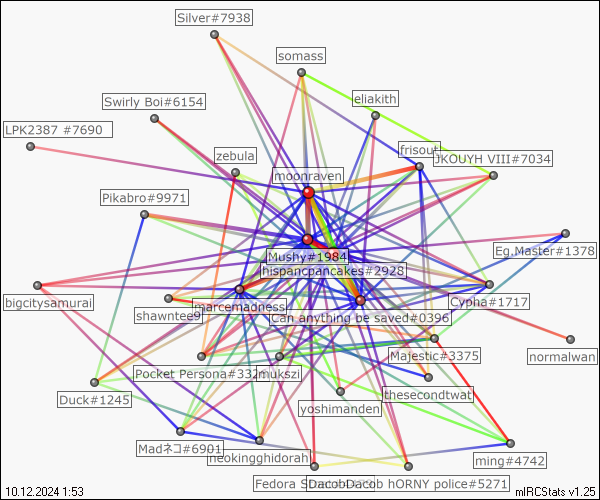 Silver#7938
somass
eliakith
Swirly Boi#6154
LPK2387 #7690
zebula
frisout
JKOUYH VIII#7034
moonraven
Pikabro#9971
Eg.Master#1378
Mushy#1984
hispancpancakes#2928
bigcitysamurai
shawntee9
marcemadness
Cypha#1717
Can anything be saved#0396
normalwan
Majestic#3375
Pocket Persona#332
mukszi
thesecondtwat
Duck#1245
yoshimanden
Madネコ#6901
neokingghidorah
ming#4742
Fedora S
hORNY police#5271
10.12.2024 1:53
mIRCStats v1.25